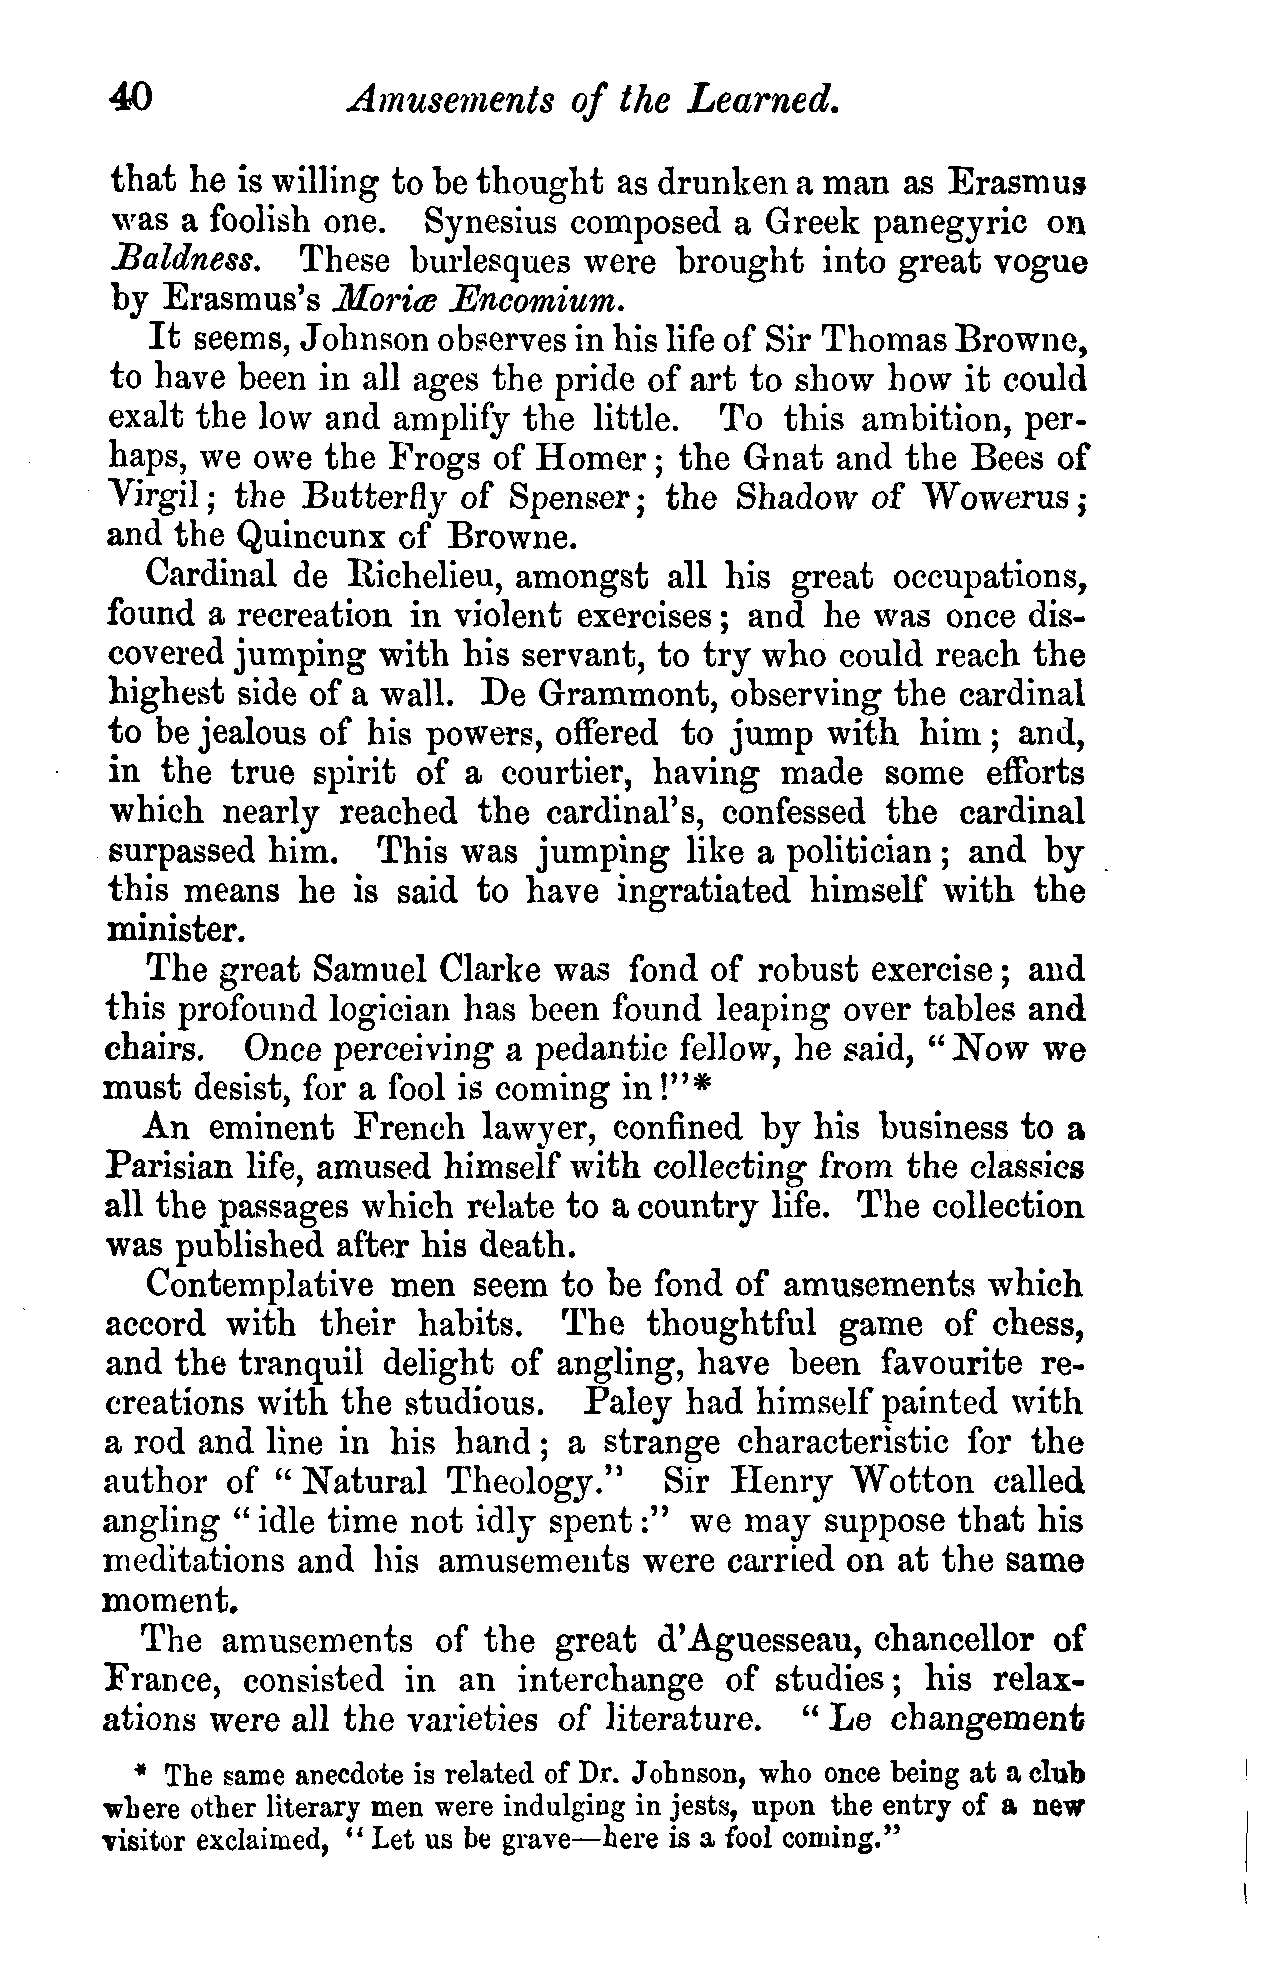 40 Amusements of the Learned.
that he is willing to be thought as drunken a man as Erasmus
was a foolish one. Synesius composed a Greek panegyric on
Baldness. These burlesques were brought into great vogue
by Erasmus's Moriæ Encomium.
It seems, Johnson observes in his life of Sir Thomas Browne,
to have been in all ages the pride of art to show how it could
exalt the low and amplify the little. To this ambition, per-
haps, we owe the Frogs of Homer; the Gnat and the Bees of
Virgil; the Butterfly of Spenser; the Shadow of Wowerus;
and the Quincunx of Browne.
Cardinal de Richelieu, amongst all his great occupations,
found a recreation in violent exercises; and he was once dis-
covered jumping with his servant, to try who could reach the
highest side of a wall. De Grammont, observing the cardinal
to be jealous of his powers, offered to jump with him; and,
in the true spirit of a courtier, having made some efforts
which nearly reached the cardinal's, confessed the cardinal
surpassed him. This was jumping like a politician; and by
this means he is said to have ingratiated himself with the
minister.
The great Samuel Clarke was fond of robust exercise; and
this profound logician has been found leaping over tables and
chairs. Once perceiving a pedantic fellow, he said, "Now we
must desist, for a fool is coming in!"*
An eminent French lawyer, confined by his business to a
Parisian life, amused himself with collecting from the classics
all the passages which relate to a country life. The collection
was published after his death.
Contemplative men seem to be fond of amusements which
accord with their habits. The thoughtful game of chess,
and the tranquil delight of angling, have been favourite re-
creations with the studious. Paley had himself painted with
a rod and line in his hand; a strange characteristic for the
author of "Natural Theology." Sir Henry Wotton called
angling "idle time not idly spent:" we may suppose that his
meditations and his amusements were carried on at the same
moment.
The amusements of the great d'Aguesseau, chancellor of
France, consisted in an interchange of studies; his relax-
ations were all the varieties of literature. "Le changement
* The same anecdote is related of Dr. Johnson, who once being at a club
where other literary men were indulging in jests, upon the entry of a new
visitor exclaimed, "Let us be grave—here is a fool coming."